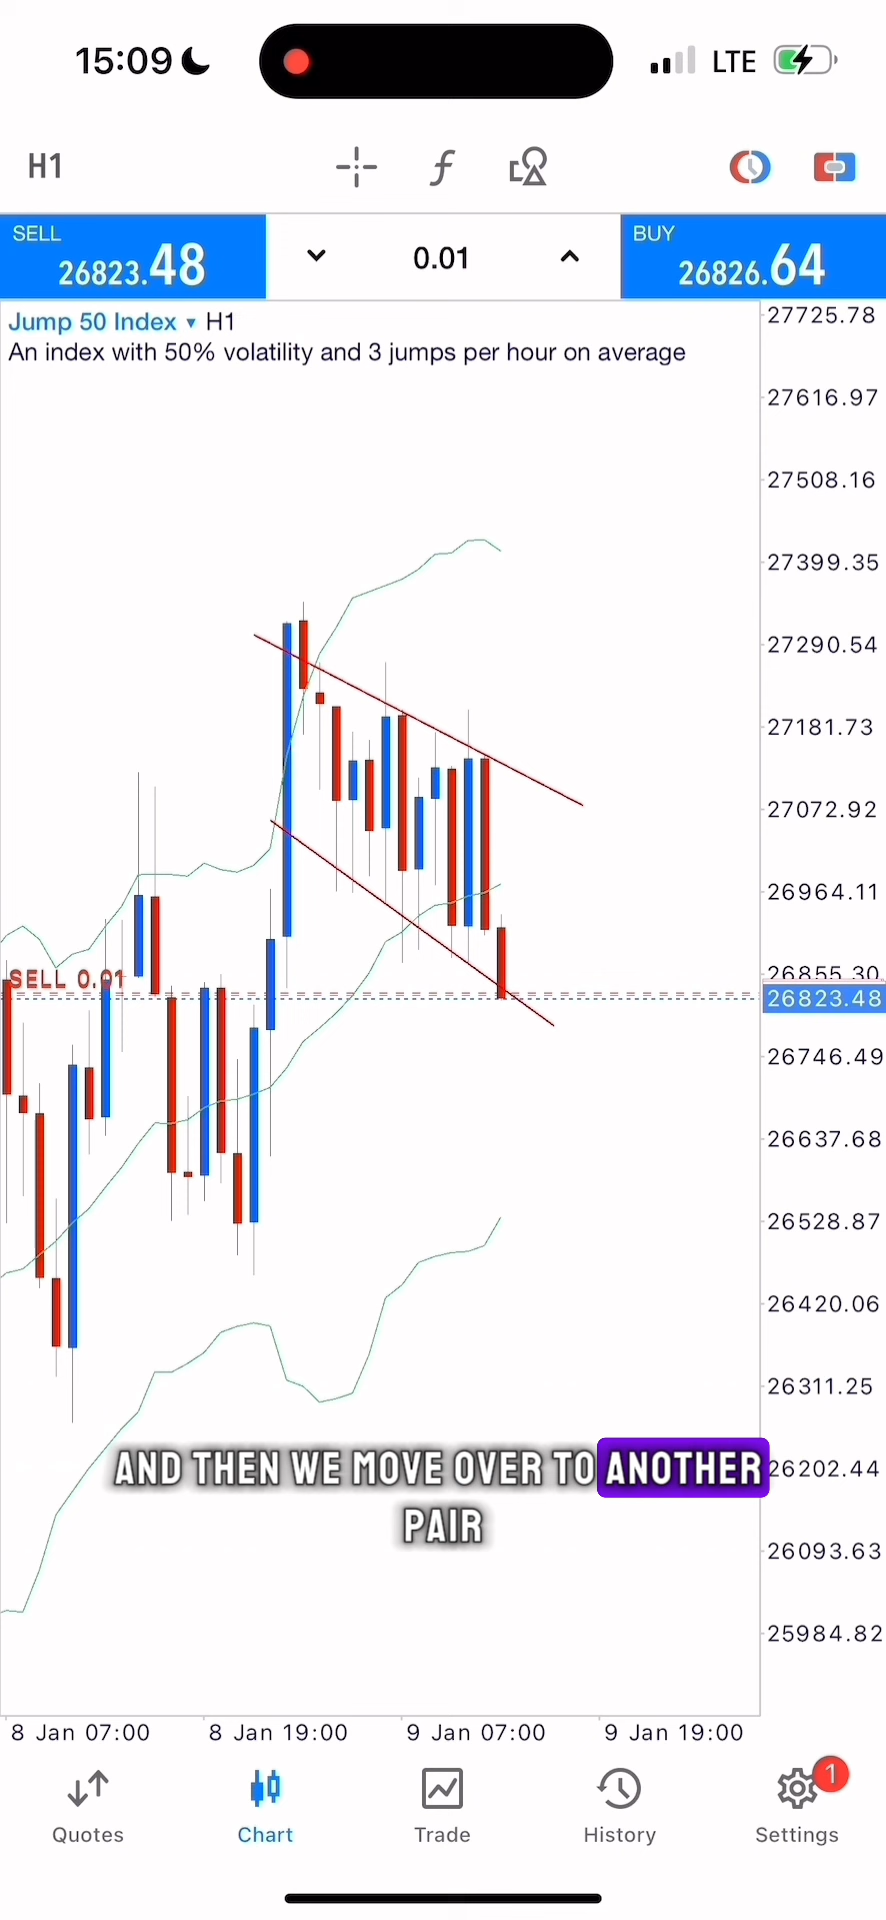 15:09
LTE
H1
SELL
26823.48
0.01
BUY
26826.64
Jump 50 Index ▾ H1
An index with 50% volatility and 3 jumps per hour on average
27725.78
27616.97
27508.16
27399.35
27290.54
27181.73
27072.92
26964.11
SELL 0.01
26855.30
26823.48
26746.49
26637.68
26528.87
26420.06
26311.25
AND THEN WE MOVE OVER TO ANOTHER
PAIR
26202.44
26093.63
25984.82
8 Jan 07:00
8 Jan 19:00
9 Jan 07:00
9 Jan 19:00
1
Quotes
Chart
Trade
History
Settings